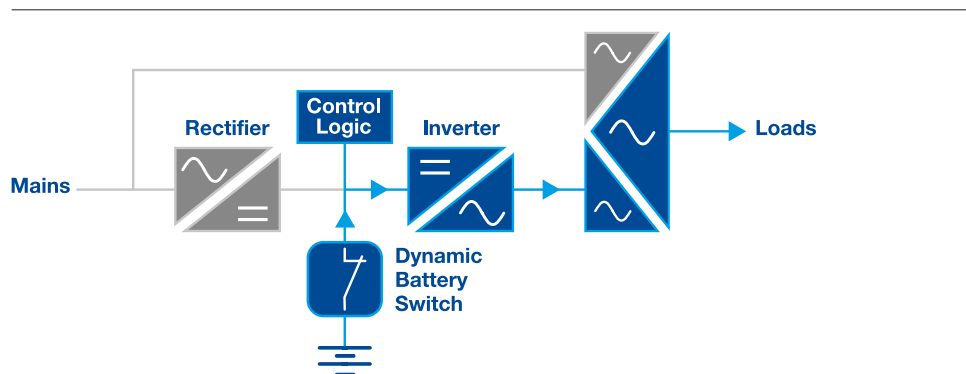 Control
Logic
Rectifier
Inverter
Loads
Mains
Dynamic
Battery
Switch